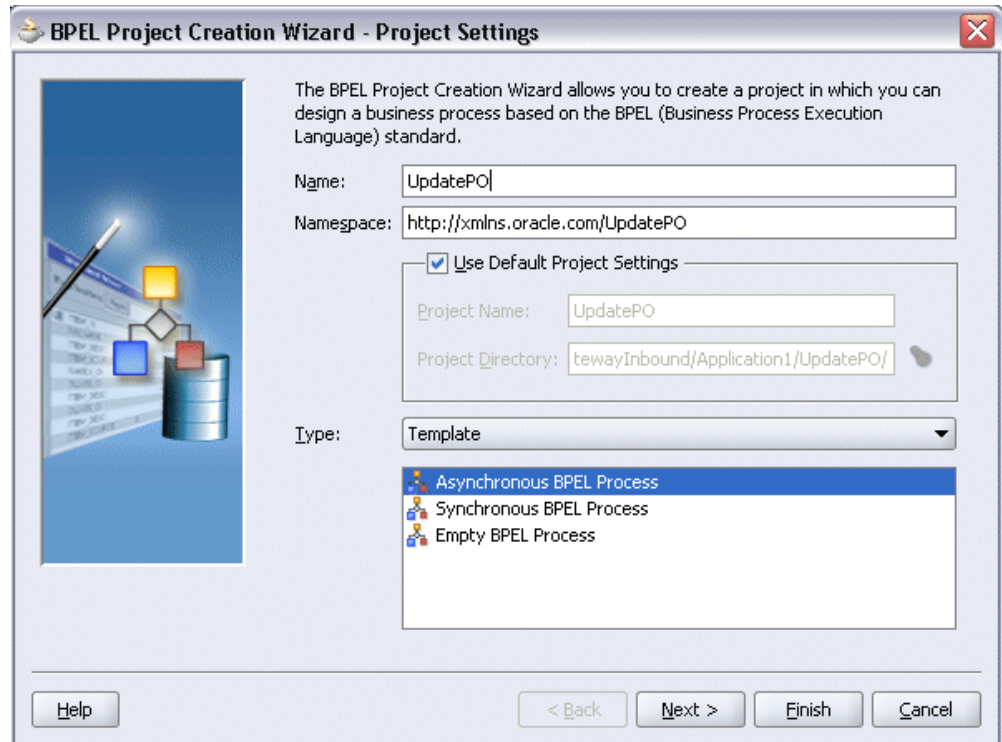 BPEL Project Creation Wizard - Project Settings
The BPEL Project Creation Wizard allows you to create a project in which you can
design a business process based on the BPEL (Business Process Execution
Language) standard.
Name: UpdatePO
Namespace: http://xmlns.oracle.com/UpdatePO
Use Default Project Settings
Project Name: UpdatePO
Project Directory: tewayInbound/Application1/UpdatePO/
Type: Template
Asynchronous BPEL Process
Synchronous BPEL Process
Empty BPEL Process
Help < Back Next > Finish Cancel